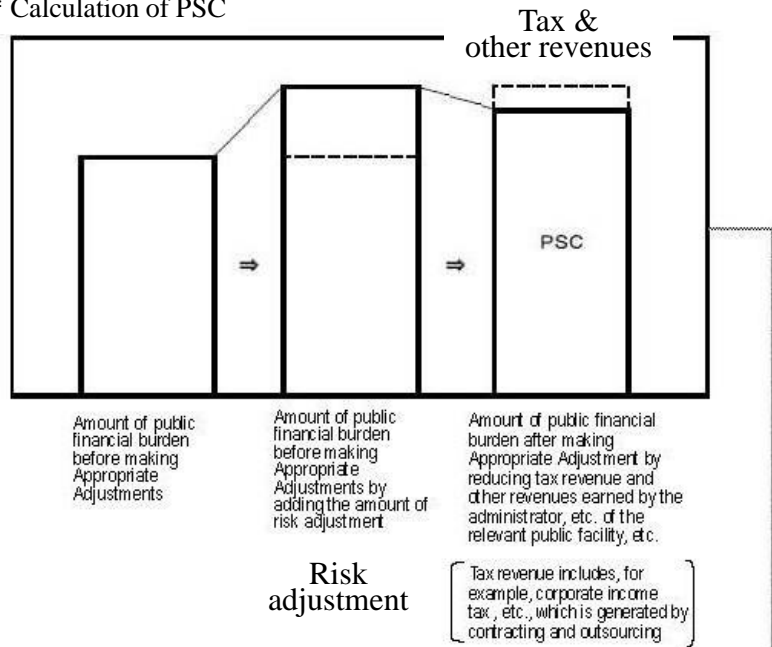 Calculation of PSC
Tax &
other revenues
⇒
⇒
PSC
Amount of public
financial burden
before making
Appropriate
Adjustments
Amount of public
financial burden
before making
Appropriate
Adjustments by
adding the amount of
risk adjustment
Amount of public financial
burden after making
Appropriate Adjustment by
reducing tax revenue and
other revenues earned by the
administrator, etc. of the
relevant public facility, etc.
Risk
adjustment
Tax revenue includes, for
example, corporate income
tax , etc., which is generated by
contracting and outsourcing